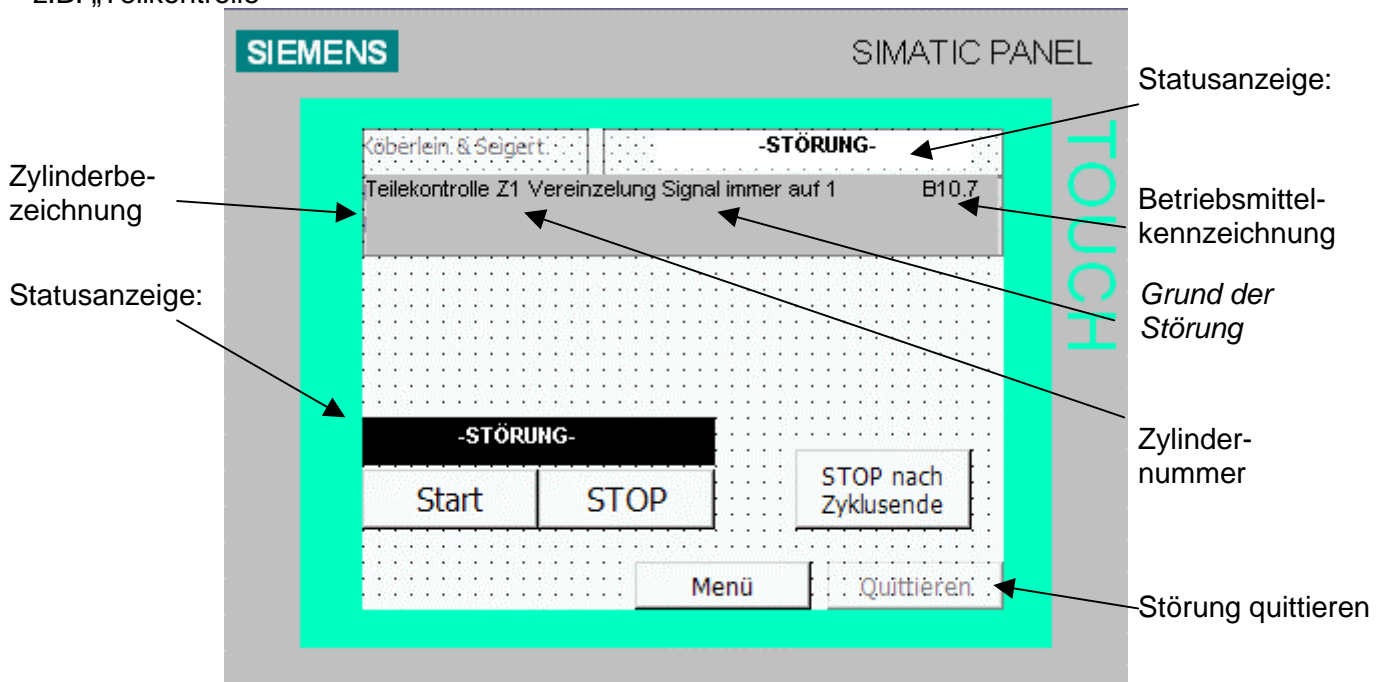 z.B. „Teilkontrolle“
SIEMENS
SIMATIC PANEL
TOUCH
Statusanzeige:
Köberlein & Seigert
-STÖRUNG-
Zylinderbe-
zeichnung
Teilekontrolle Z1 Vereinzelung Signal immer auf 1 B10.7
Betriebsmittel-
kennzeichnung
Statusanzeige:
Grund der
Störung
-STÖRUNG-
Zylinder-
nummer
Start
STOP
STOP nach
Zyklusende
Menü
Quittieren
Störung quittieren